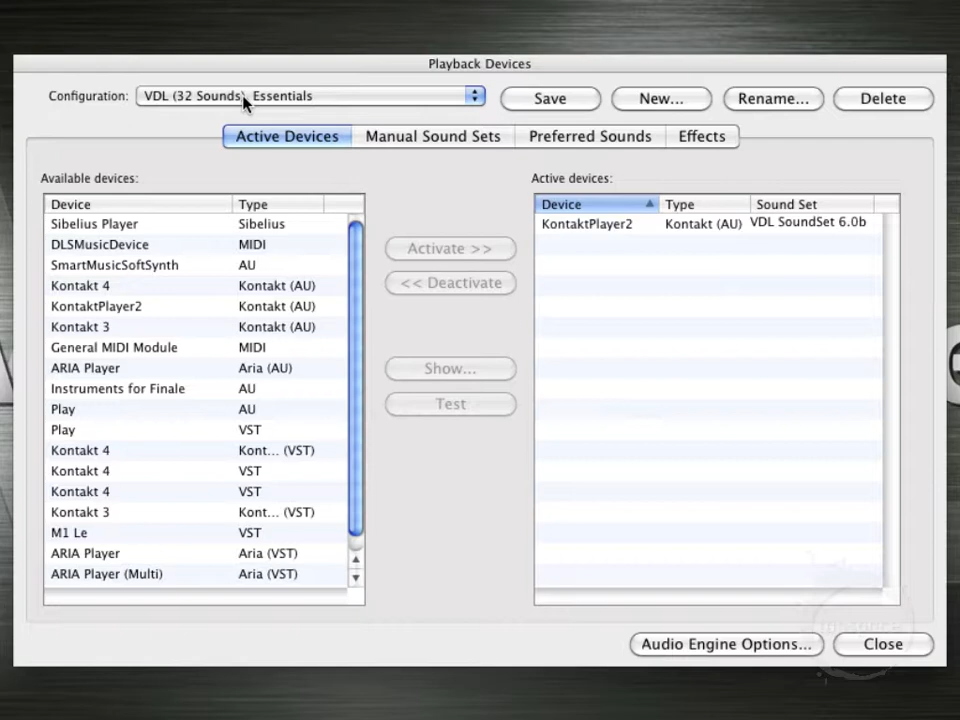 Playback Devices
Configuration: VDL (32 Sounds) Essentials Save New... Rename... Delete
Active Devices Manual Sound Sets Preferred Sounds Effects
Available devices: Active devices:
Device Type Device Type Sound Set
Sibelius Player Sibelius KontaktPlayer2 Kontakt (AU) VDL SoundSet 6.0b
DLSMusicDevice MIDI Activate >>
SmartMusicSoftSynth AU
Kontakt 4 Kontakt (AU) << Deactivate
KontaktPlayer2 Kontakt (AU)
Kontakt 3 Kontakt (AU)
General MIDI Module MIDI
ARIA Player Aria (AU) Show...
Instruments for Finale AU
Play AU Test
Play VST
Kontakt 4 Kont... (VST)
Kontakt 4 VST
Kontakt 4 VST
Kontakt 3 Kont... (VST)
M1 Le VST
ARIA Player Aria (VST)
ARIA Player (Multi) Aria (VST)
Audio Engine Options... Close